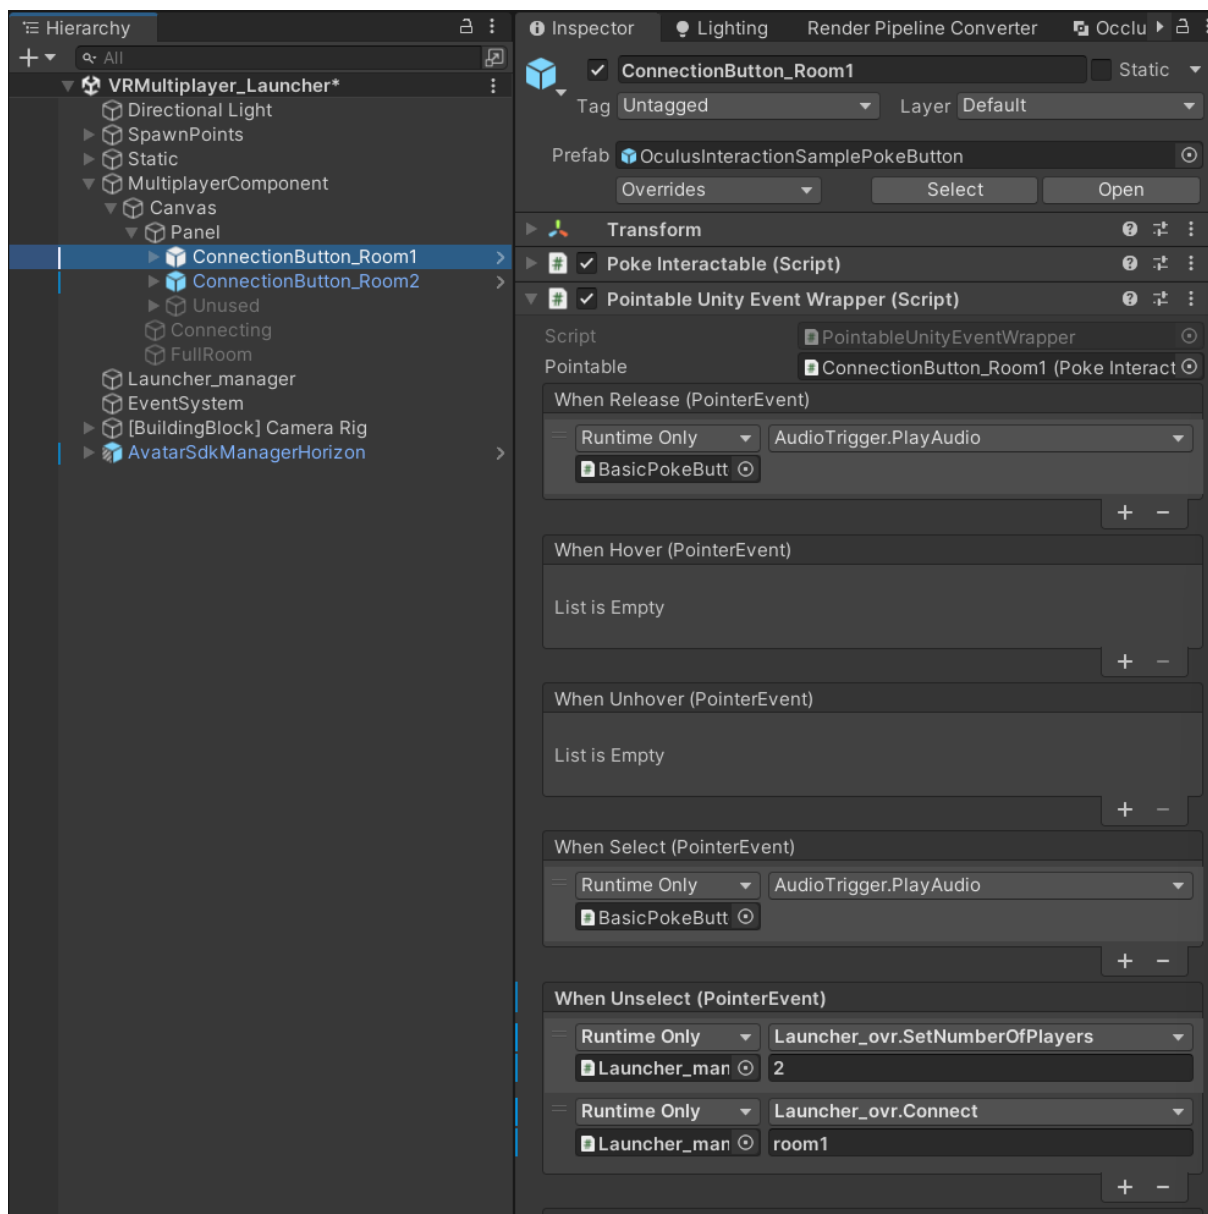 Hierarchy
All
VRMultiplayer_Launcher*
Directional Light
SpawnPoints
Static
MultiplayerComponent
Canvas
Panel
ConnectionButton_Room1
ConnectionButton_Room2
Unused
Connecting
FullRoom
Launcher_manager
EventSystem
[BuildingBlock] Camera Rig
AvatarSdkManagerHorizon
Inspector Lighting Render Pipeline Converter Occlu
ConnectionButton_Room1 Static
Tag Untagged Layer Default
Prefab OculusInteractionSamplePokeButton
Overrides Select Open
Transform
# Poke Interactable (Script)
# Pointable Unity Event Wrapper (Script)
Script PointableUnityEventWrapper
Pointable ConnectionButton_Room1 (Poke Interact
When Release (PointerEvent)
Runtime Only AudioTrigger.PlayAudio
BasicPokeButt
+ −
When Hover (PointerEvent)
List is Empty
+ −
When Unhover (PointerEvent)
List is Empty
+ −
When Select (PointerEvent)
Runtime Only AudioTrigger.PlayAudio
BasicPokeButt
+ −
When Unselect (PointerEvent)
Runtime Only Launcher_ovr.SetNumberOfPlayers
Launcher_man 2
Runtime Only Launcher_ovr.Connect
Launcher_man room1
+ −